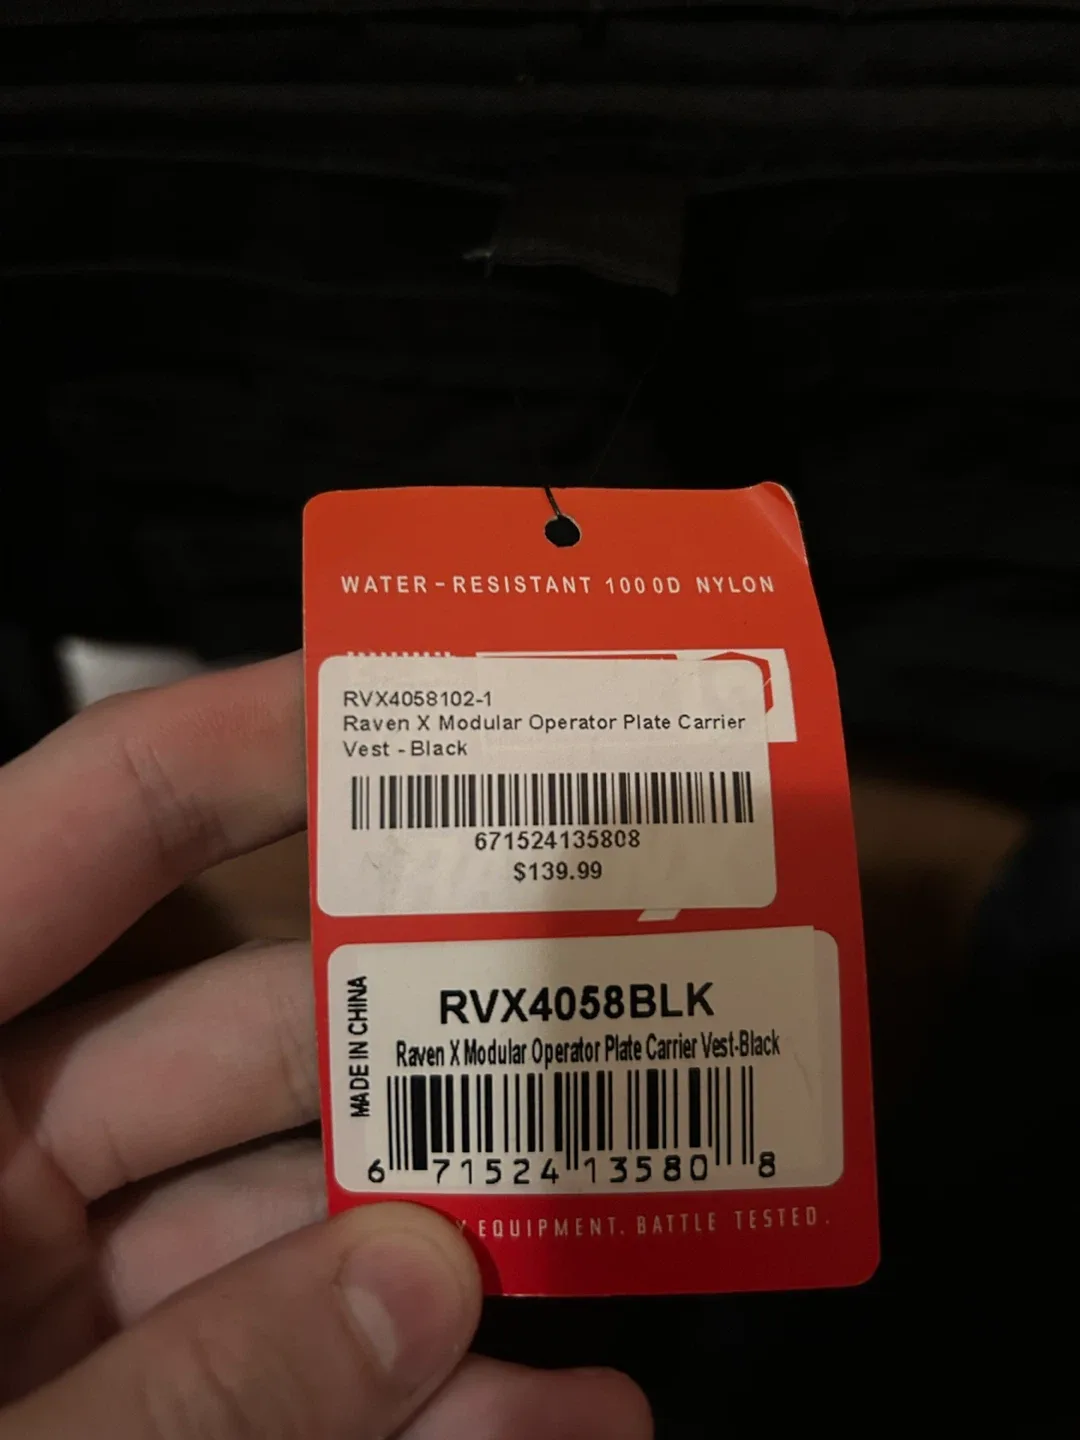 WATER-RESISTANT 1000D NYLON
RVX4058102-1
Raven X Modular Operator Plate Carrier
Vest - Black
671524135808
$139.99
MADE IN CHINA
RVX4058BLK
Raven X Modular Operator Plate Carrier Vest-Black
6 71524 13580 8
EQUIPMENT. BATTLE TESTED.